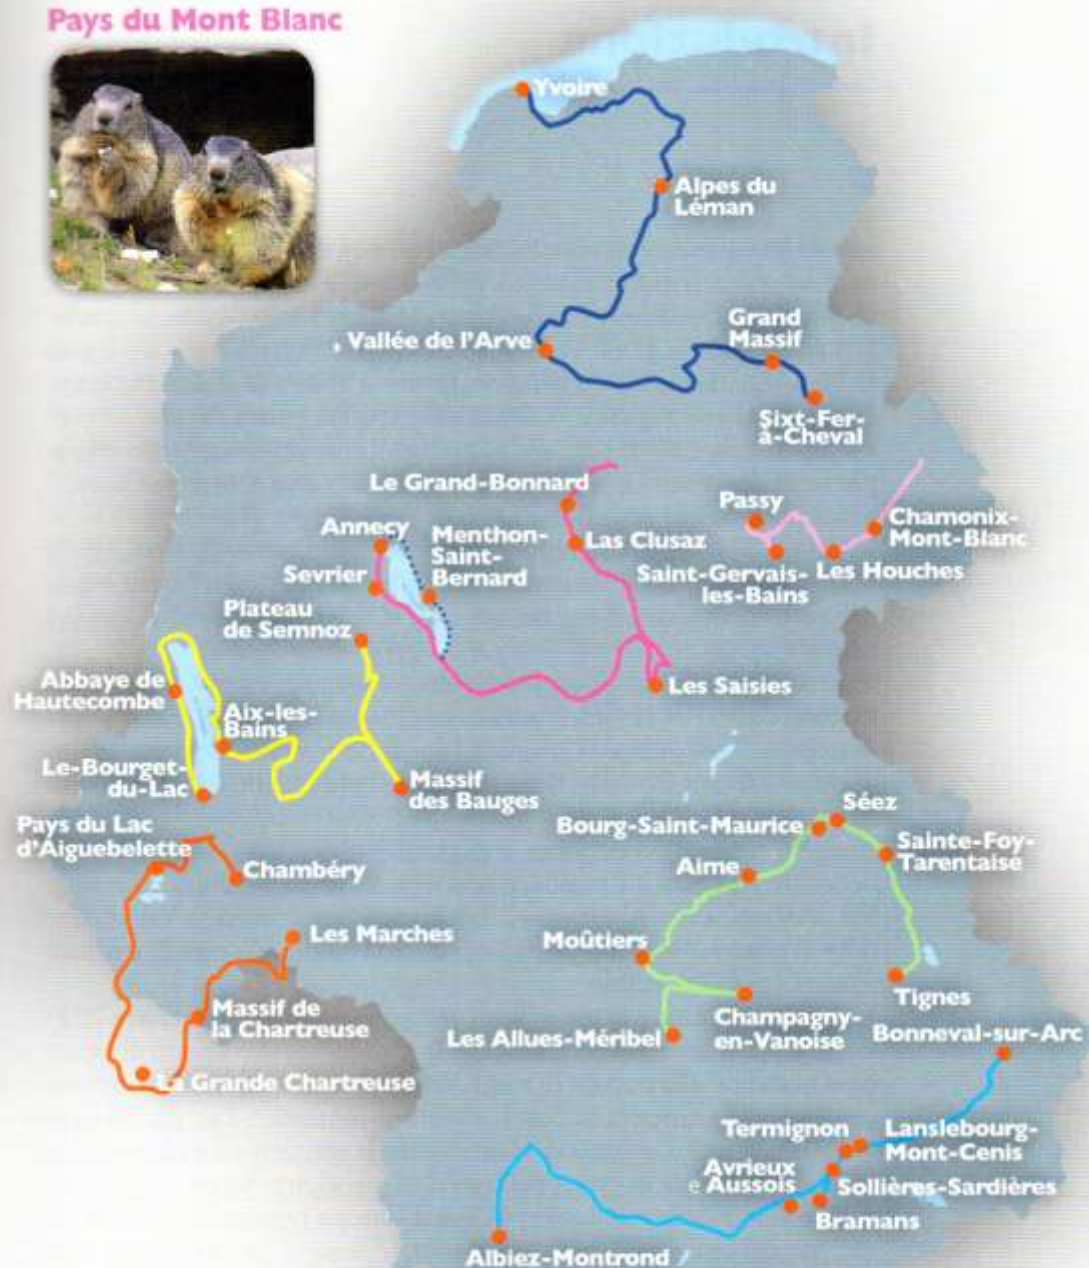 Pays du Mont Blanc
Yvoire
Alpes du
Léman
, Vallée de l'Arve
Grand
Massif
Sixt-Fer-
à-Cheval
Le Grand-Bonnard
Las Clusaz
Annecy
Menthon-
Saint-
Bernard
Sevrier
Passy
Chamonix-
Mont-Blanc
Saint-Gervais-
les-Bains
Les Houches
Plateau
de Semnoz
Les Saisies
Abbaye de
Hautecombe
Aix-les-
Bains
Le-Bourget-
du-Lac
Massif
des Bauges
Pays du Lac
d'Aiguebelette
Chambéry
Séez
Bourg-Saint-Maurice
Sainte-Foy-
Tarentaise
Aime
Les Marches
Moûtiers
Tignes
Massif de
la Chartreuse
Champagny-
en-Vanoise
Les Allues-Méribel
Bonneval-sur-Arc
La Grande Chartreuse
Termignon
Lanslebourg-
Mont-Cenis
Avrieux
e Aussois
Sollières-Sardières
Bramans
Albiez-Montrond